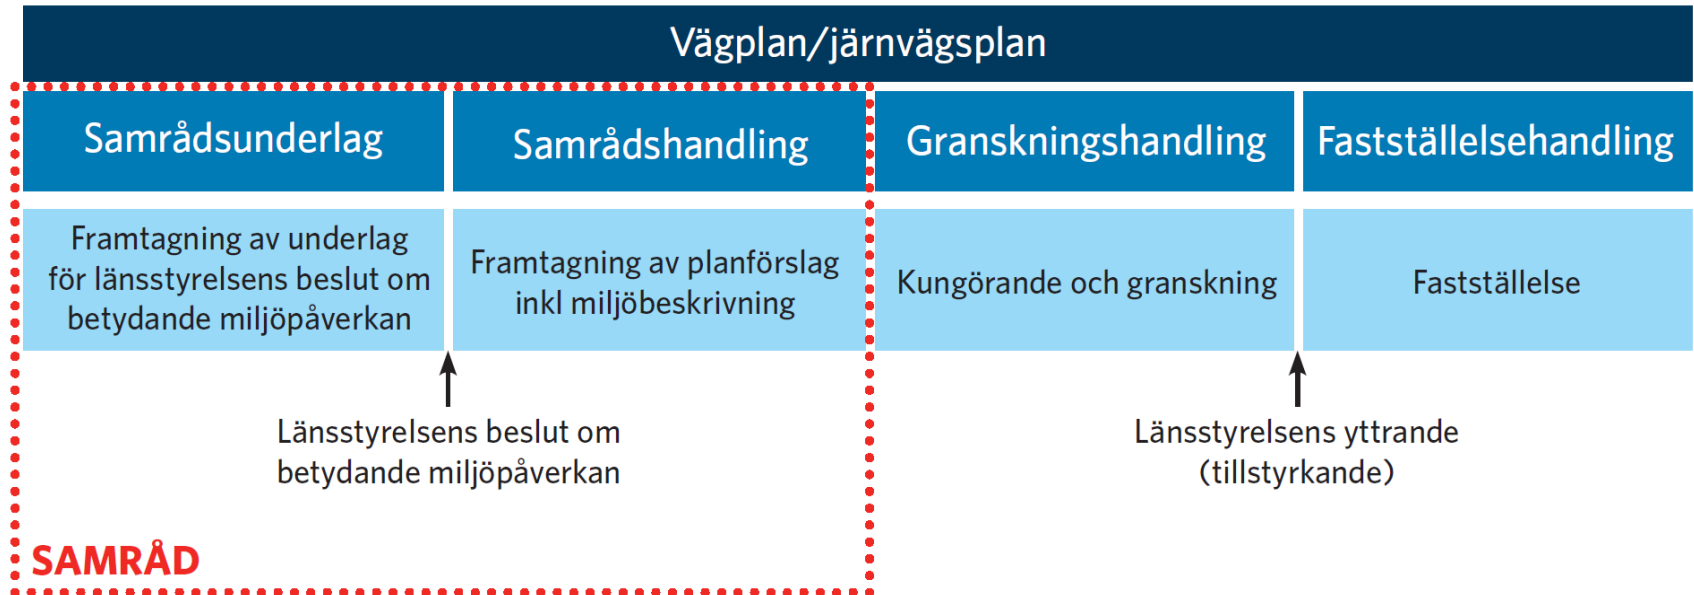 Vägplan/järnvägsplan
Samrådsunderlag
Samrådshandling
Granskningshandling
Fastställelsehandling
Framtagning av underlag
för länsstyrelsens beslut om
betydande miljöpåverkan
Framtagning av planförslag
inkl miljöbeskrivning
Kungörande och granskning
Fastställelse
Länsstyrelsens beslut om
betydande miljöpåverkan
Länsstyrelsens yttrande
(tillstyrkande)
SAMRÅD